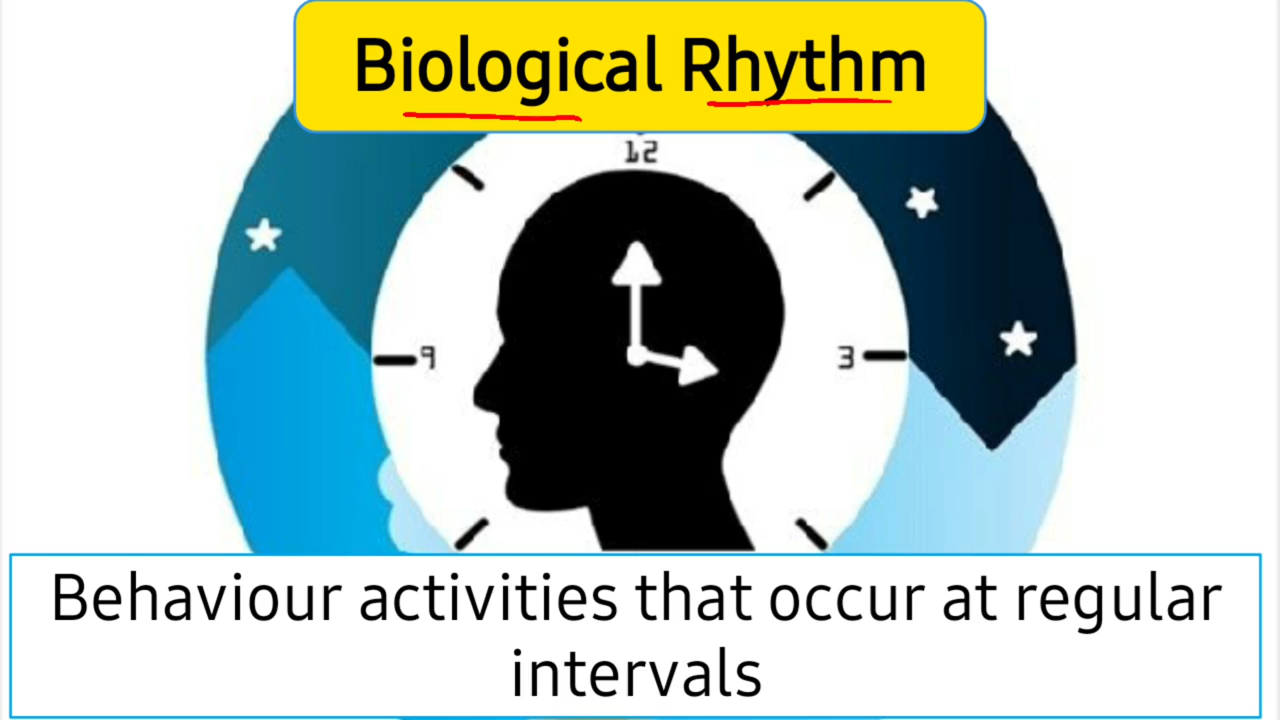 Biological Rhythm
12
9
3
Behaviour activities that occur at regular
intervals